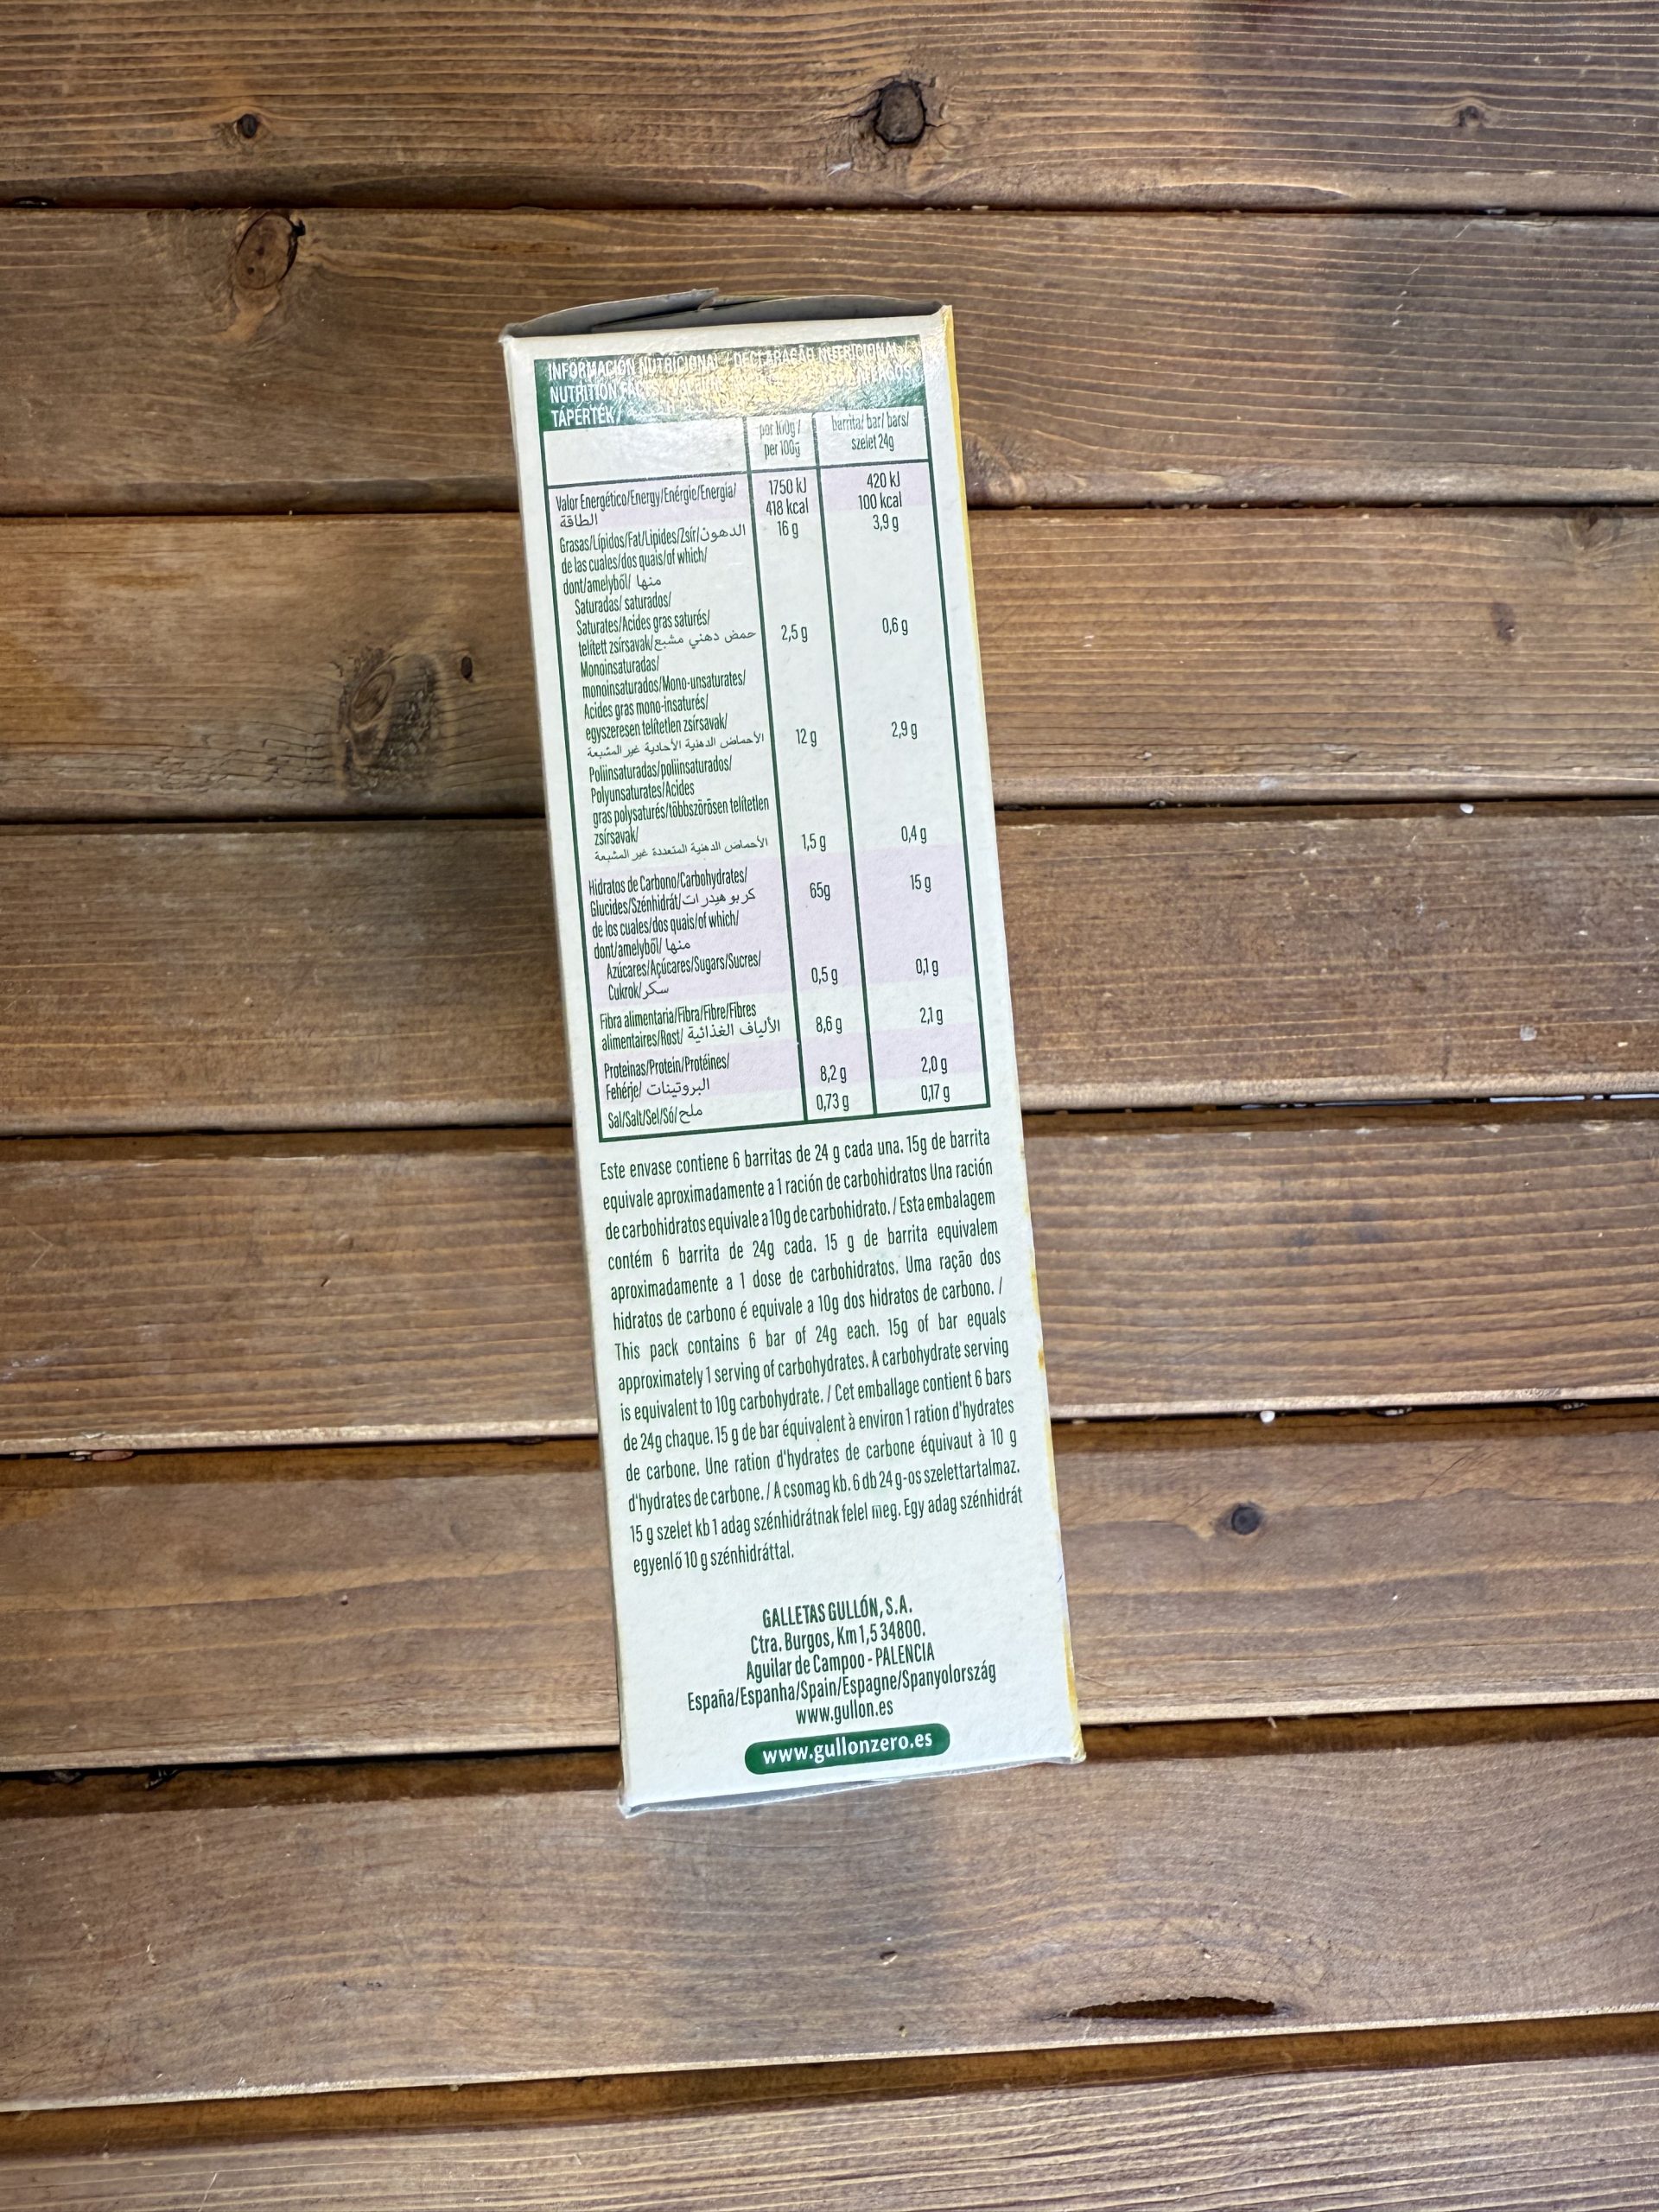 INFORMACIÓN NUTRICIONAL / DECLARAÇÃO NUTRICIONAL /
NUTRITION
TÁPÉRTÉK /
por 100g /
per 100g
barrita/ bar/ bars/
szelet 24g
Valor Energético/Energy/Enérgie/Energia/ 1750 kJ 420 kJ
الطاقة 418 kcal 100 kcal
Grasas/Lípidos/Fat/Lipides/Zsír/الدهون 16 g 3,9 g
de las cuales/dos quais/of which/
dont/amelyből/ منها
Saturadas/ saturados/
Saturates/Acides gras saturés/
telített zsírsavak/حمض دهني مشبع 2,5 g 0,6 g
Monoinsaturadas/
monoinsaturados/Mono-unsaturates/
Acides gras mono-insaturés/
egyszeresen telítetlen zsírsavak/
الأحماض الدهنية الأحادية غير المشبعة 12 g 2,9 g
Poliinsaturadas/poliinsaturados/
Polyunsaturates/Acides
gras polysaturés/többszörösen telítetlen
zsírsavak/
الأحماض الدهنية المتعددة غير المشبعة 1,5 g 0,4 g
Hidratos de Carbono/Carbohydrates/
Glucides/Szénhidrát/كربو هيدرات 65g 15 g
de los cuales/dos quais/of which/
dont/amelyből/ منها
Azúcares/Açúcares/Sugars/Sucres/
Cukrok/سكر 0,5 g 0,1 g
Fibra alimentaria/Fibra/Fibre/Fibres
alimentaires/Rost/ الألياف الغذائية 8,6 g 2,1 g
Proteinas/Protein/Protéines/
Fehérje/ البروتينات 8,2 g 2,0 g
Sal/Salt/Sel/Só/ملح 0,73 g 0,17 g
Este envase contiene 6 barritas de 24 g cada una. 15g de barrita
equivale aproximadamente a 1 ración de carbohidratos Una ración
de carbohidratos equivale a 10g de carbohidrato. / Esta embalagem
contém 6 barrita de 24g cada. 15 g de barrita equivalem
aproximadamente a 1 dose de carbohidratos. Uma ração dos
hidratos de carbono é equivale a 10g dos hidratos de carbono. /
This pack contains 6 bar of 24g each. 15g of bar equals
approximately 1 serving of carbohydrates. A carbohydrate serving
is equivalent to 10g carbohydrate. / Cet emballage contient 6 bars
de 24g chaque. 15 g de bar équivalent à environ 1 ration d'hydrates
de carbone. Une ration d'hydrates de carbone équivaut à 10 g
d'hydrates de carbone. / A csomag kb. 6 db 24 g-os szelettartalmaz.
15 g szelet kb 1 adag szénhidrátnak felel meg. Egy adag szénhidrát
egyenlő 10 g szénhidráttal.
GALLETAS GULLÓN, S.A.
Ctra. Burgos, Km 1,5 34800.
Aguilar de Campoo - PALENCIA
España/Espanha/Spain/Espagne/Spanyolország
www.gullon.es
www.gullonzero.es